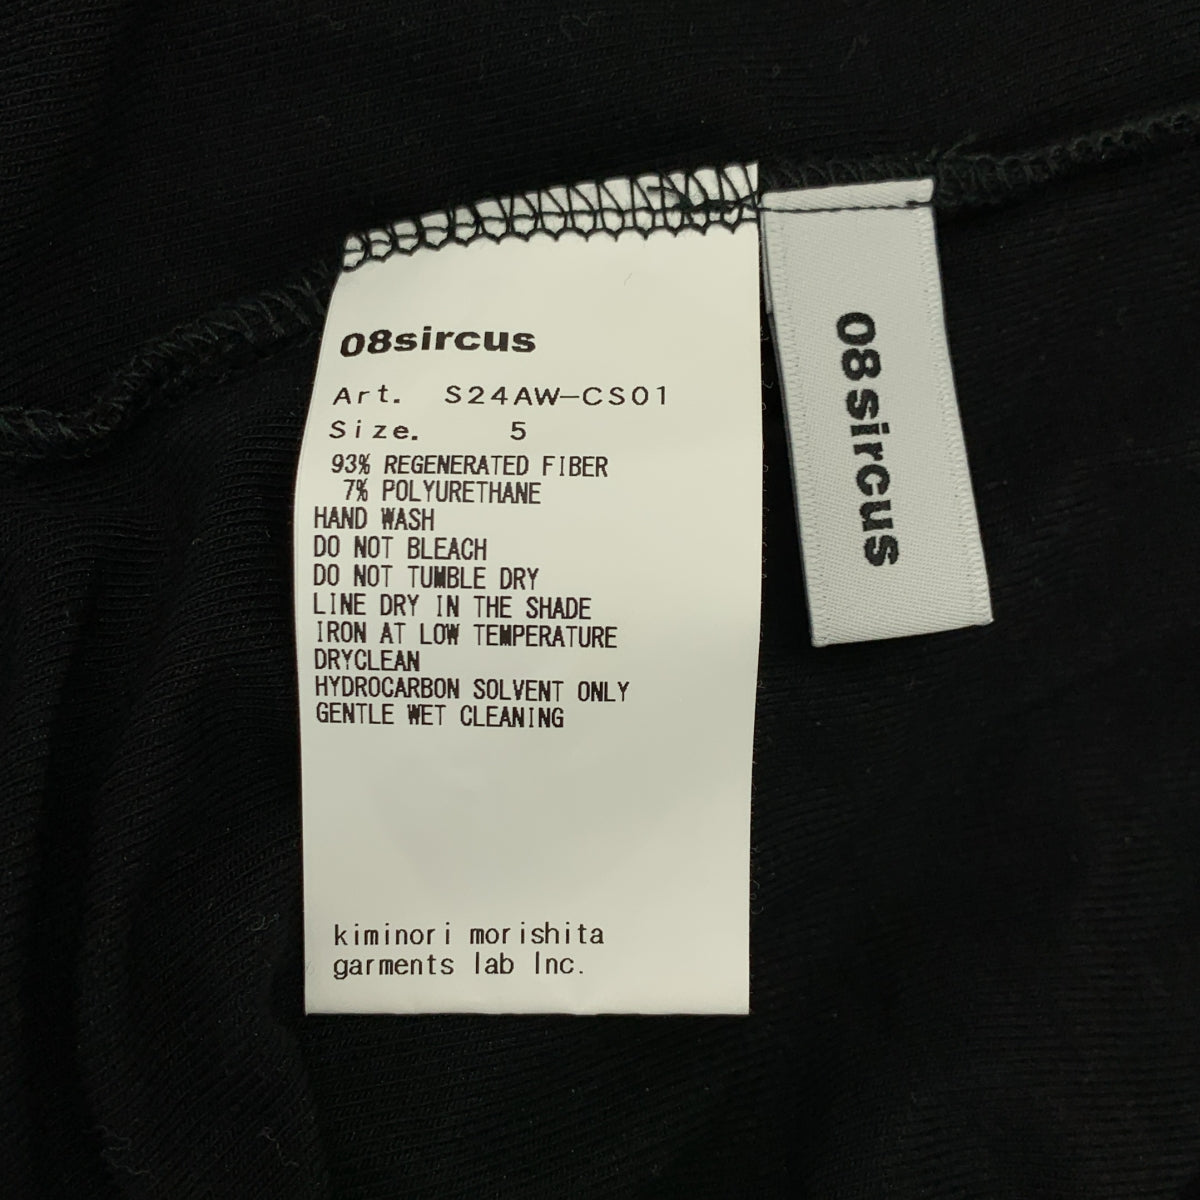 08sircus
Art. S24AW-CS01
Size. 5
93% REGENERATED FIBER
7% POLYURETHANE
HAND WASH
DO NOT BLEACH
DO NOT TUMBLE DRY
LINE DRY IN THE SHADE
IRON AT LOW TEMPERATURE
DRYCLEAN
HYDROCARBON SOLVENT ONLY
GENTLE WET CLEANING
kiminori morishita
garments lab Inc.
08sircus